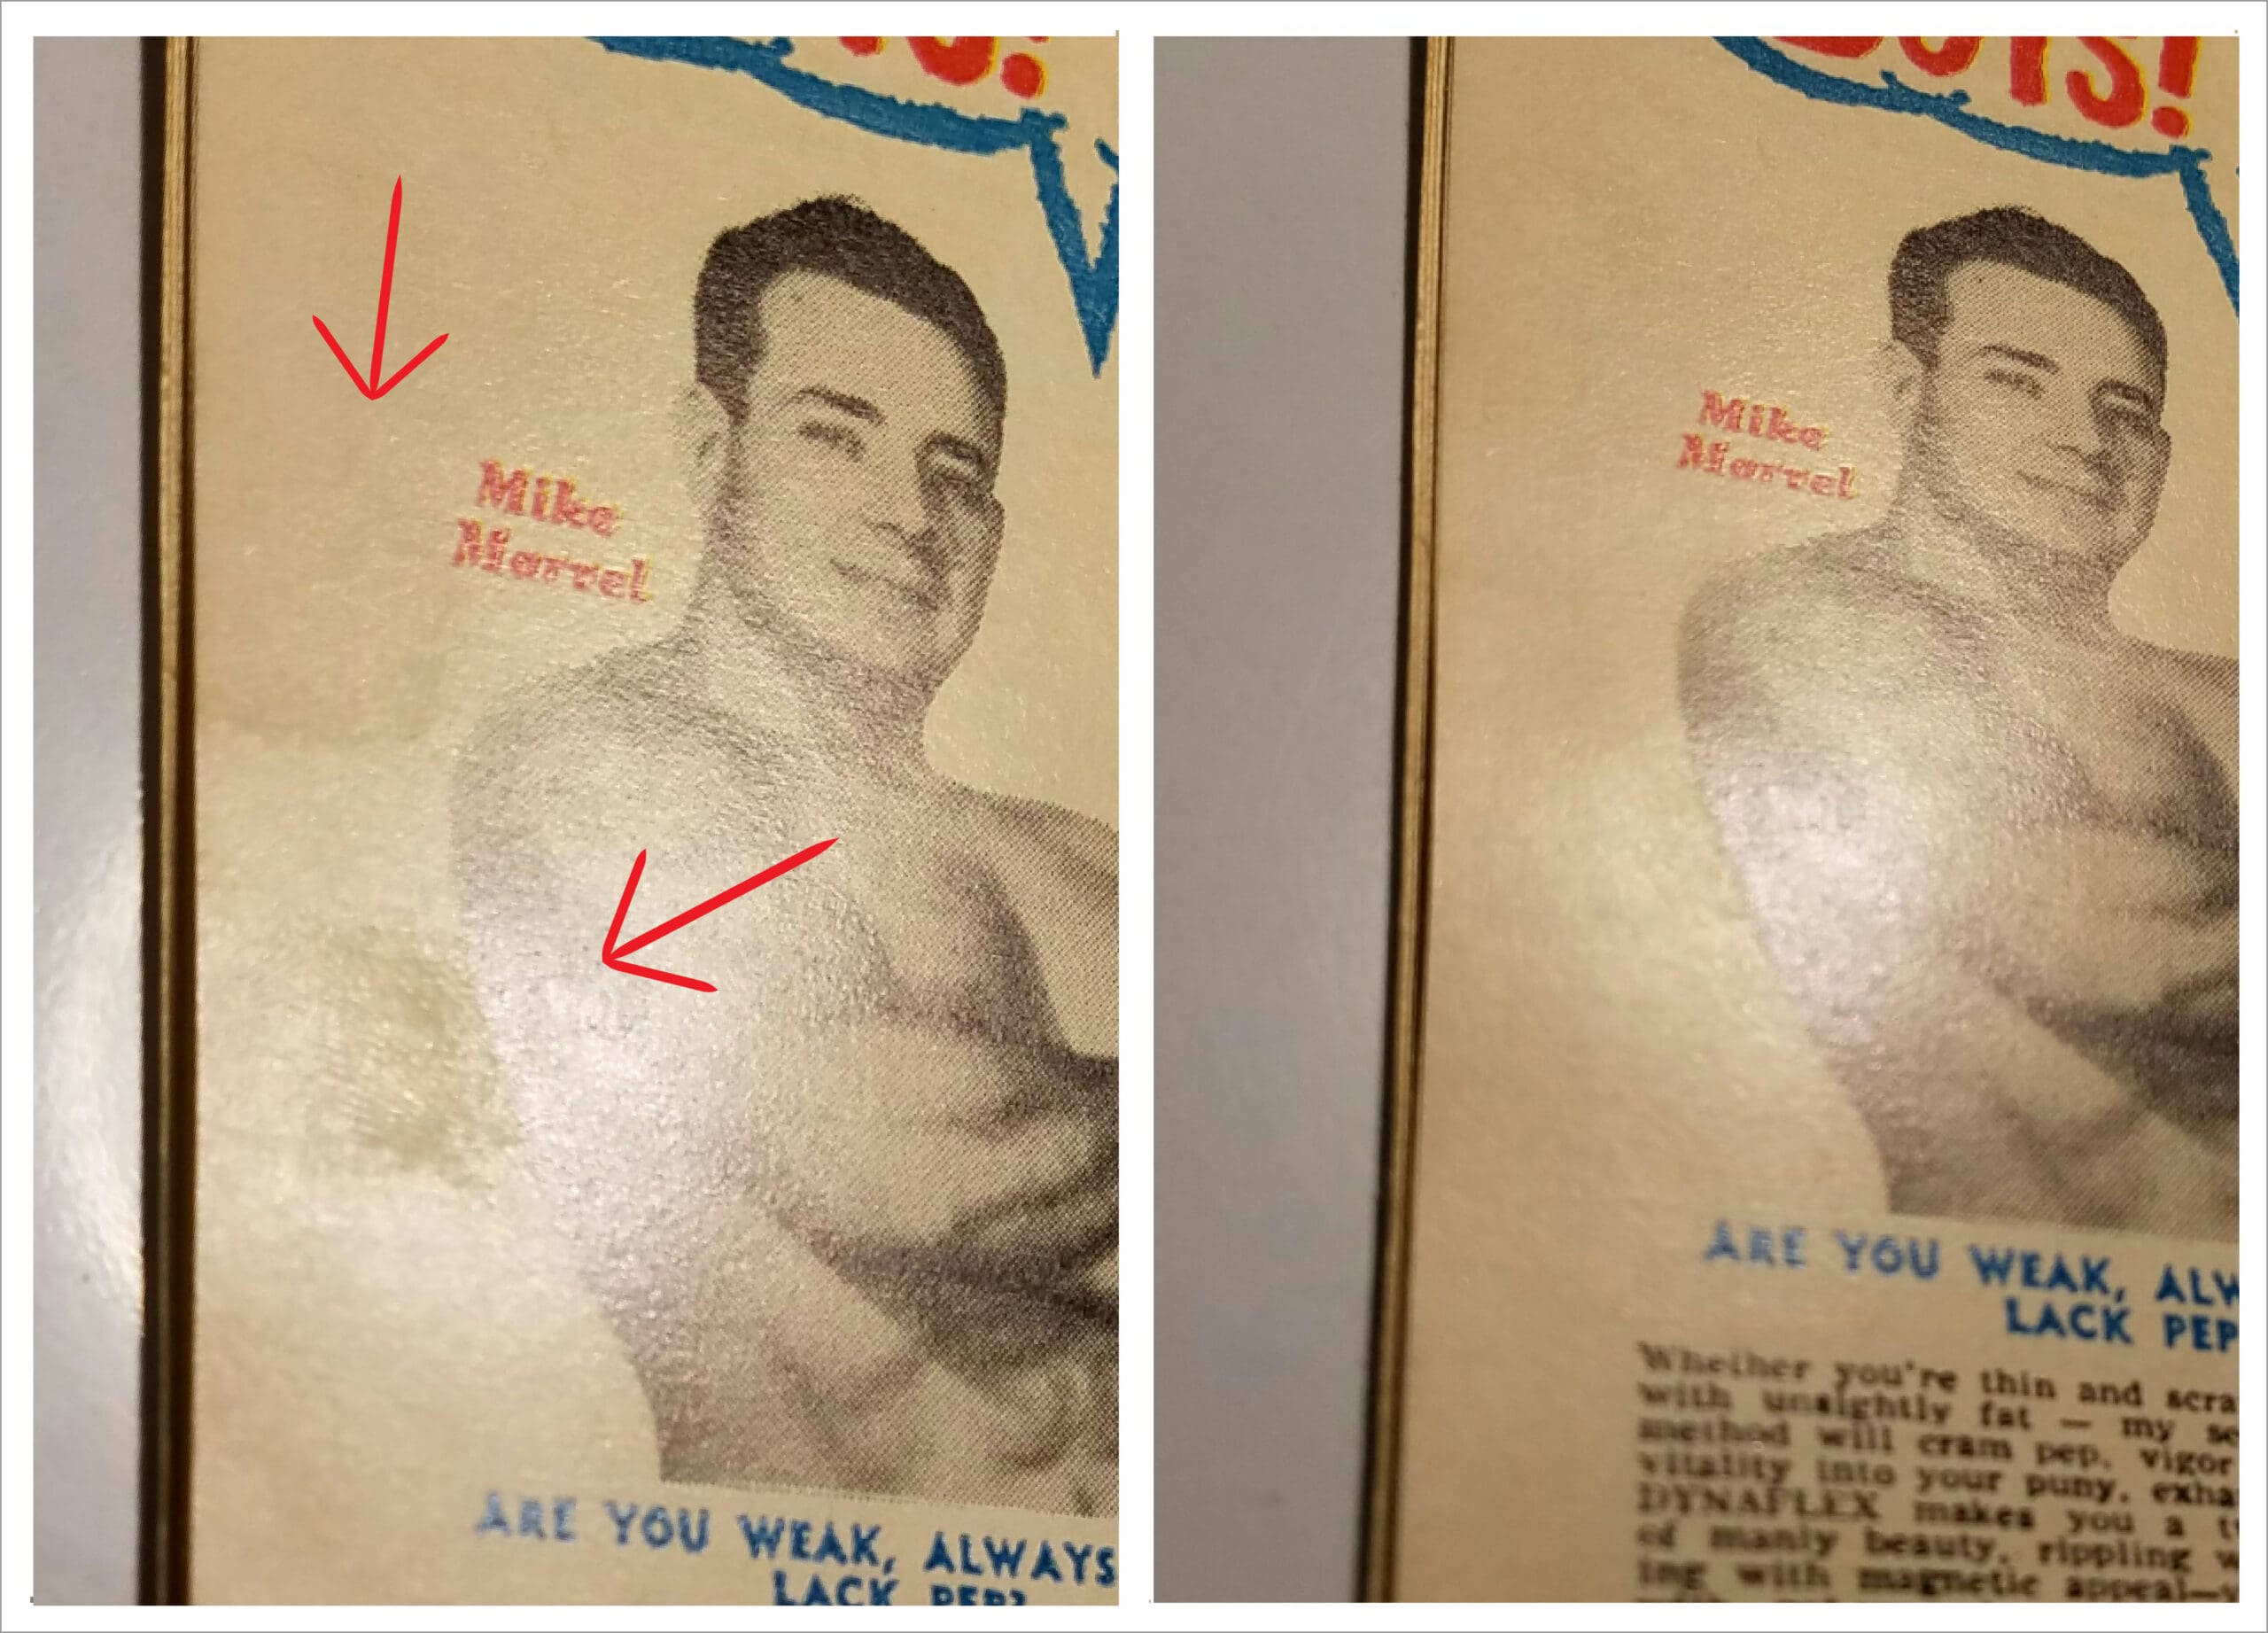 Mike
Marvel
ARE YOU WEAK, ALWAYS
LACK PEP?
Mike
Marvel
ARE YOU WEAK, ALW
LACK PEP
Whether you're thin and scra
with unsightly fat — my se
method will cram pep, vigor
vitality into your puny, exha
DYNAFLEX makes you a t
of manly beauty, rippling w
ing with magnetic appeal—y